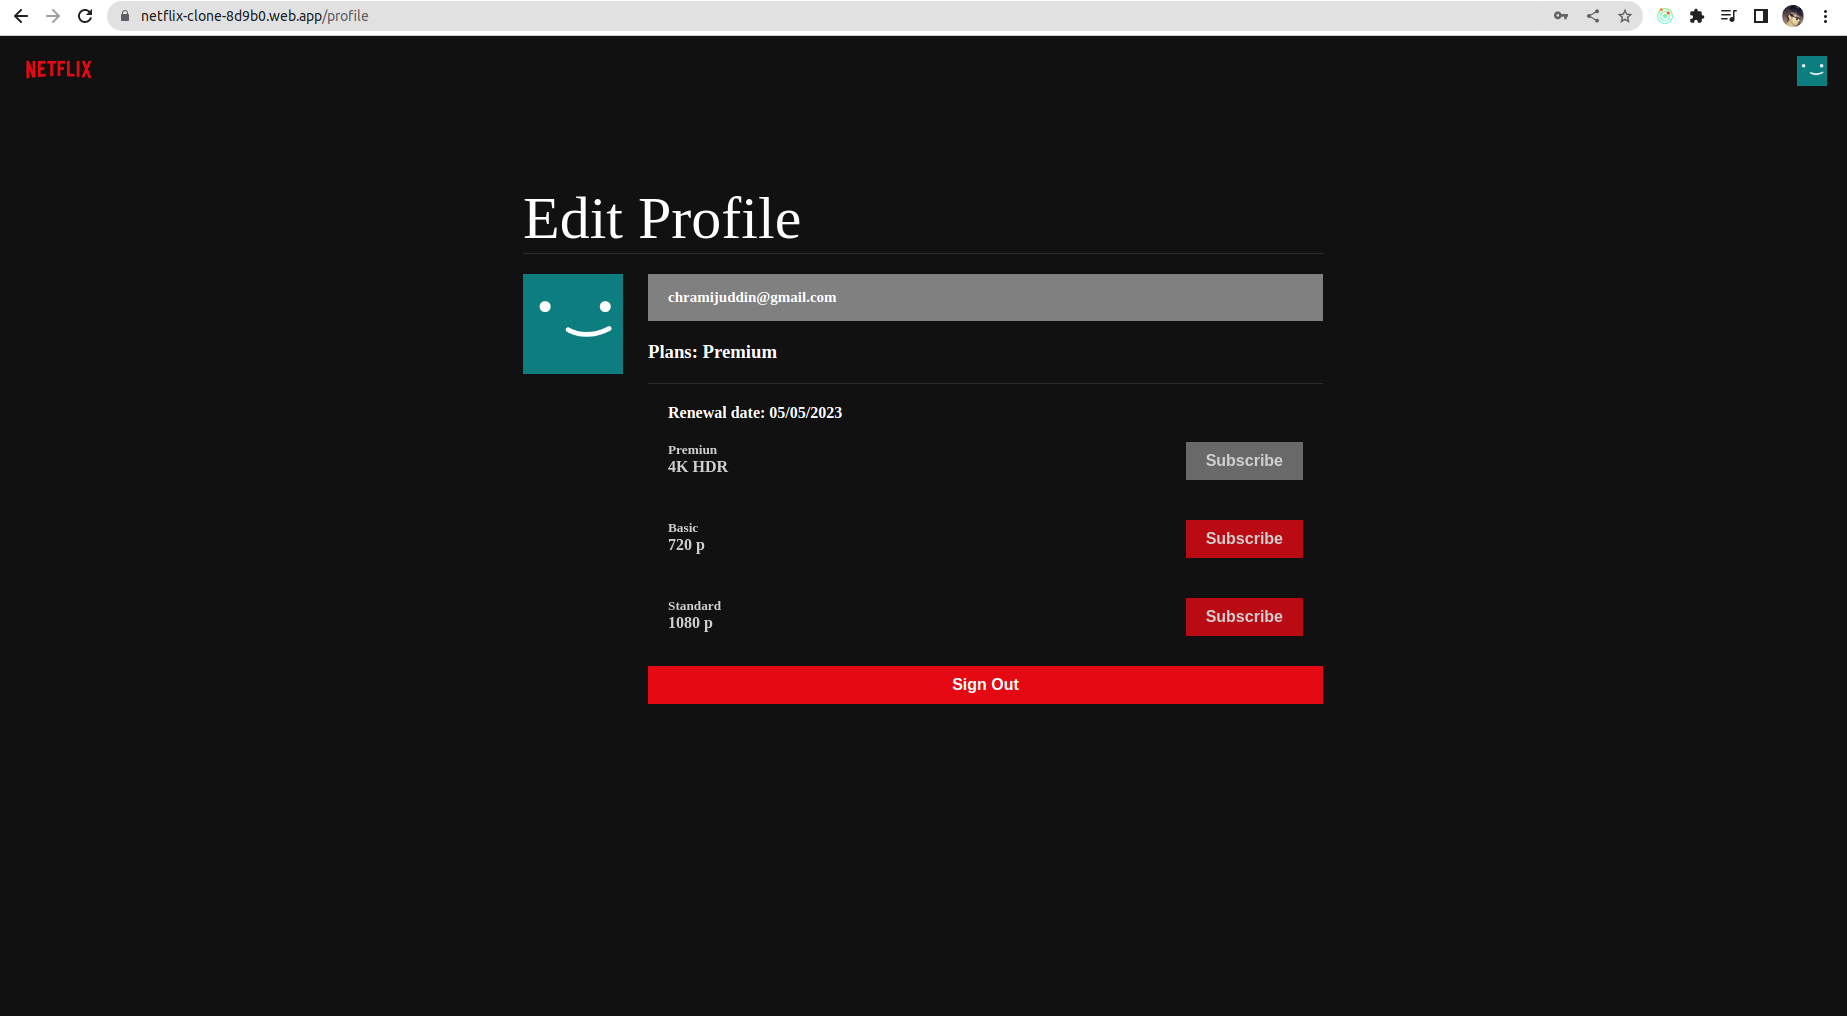 netflix-clone-8d9b0.web.app/profile
NETFLIX
Edit Profile
chramijuddin@gmail.com
Plans: Premium
Renewal date: 05/05/2023
Premiun
4K HDR
Subscribe
Basic
720 p
Subscribe
Standard
1080 p
Subscribe
Sign Out